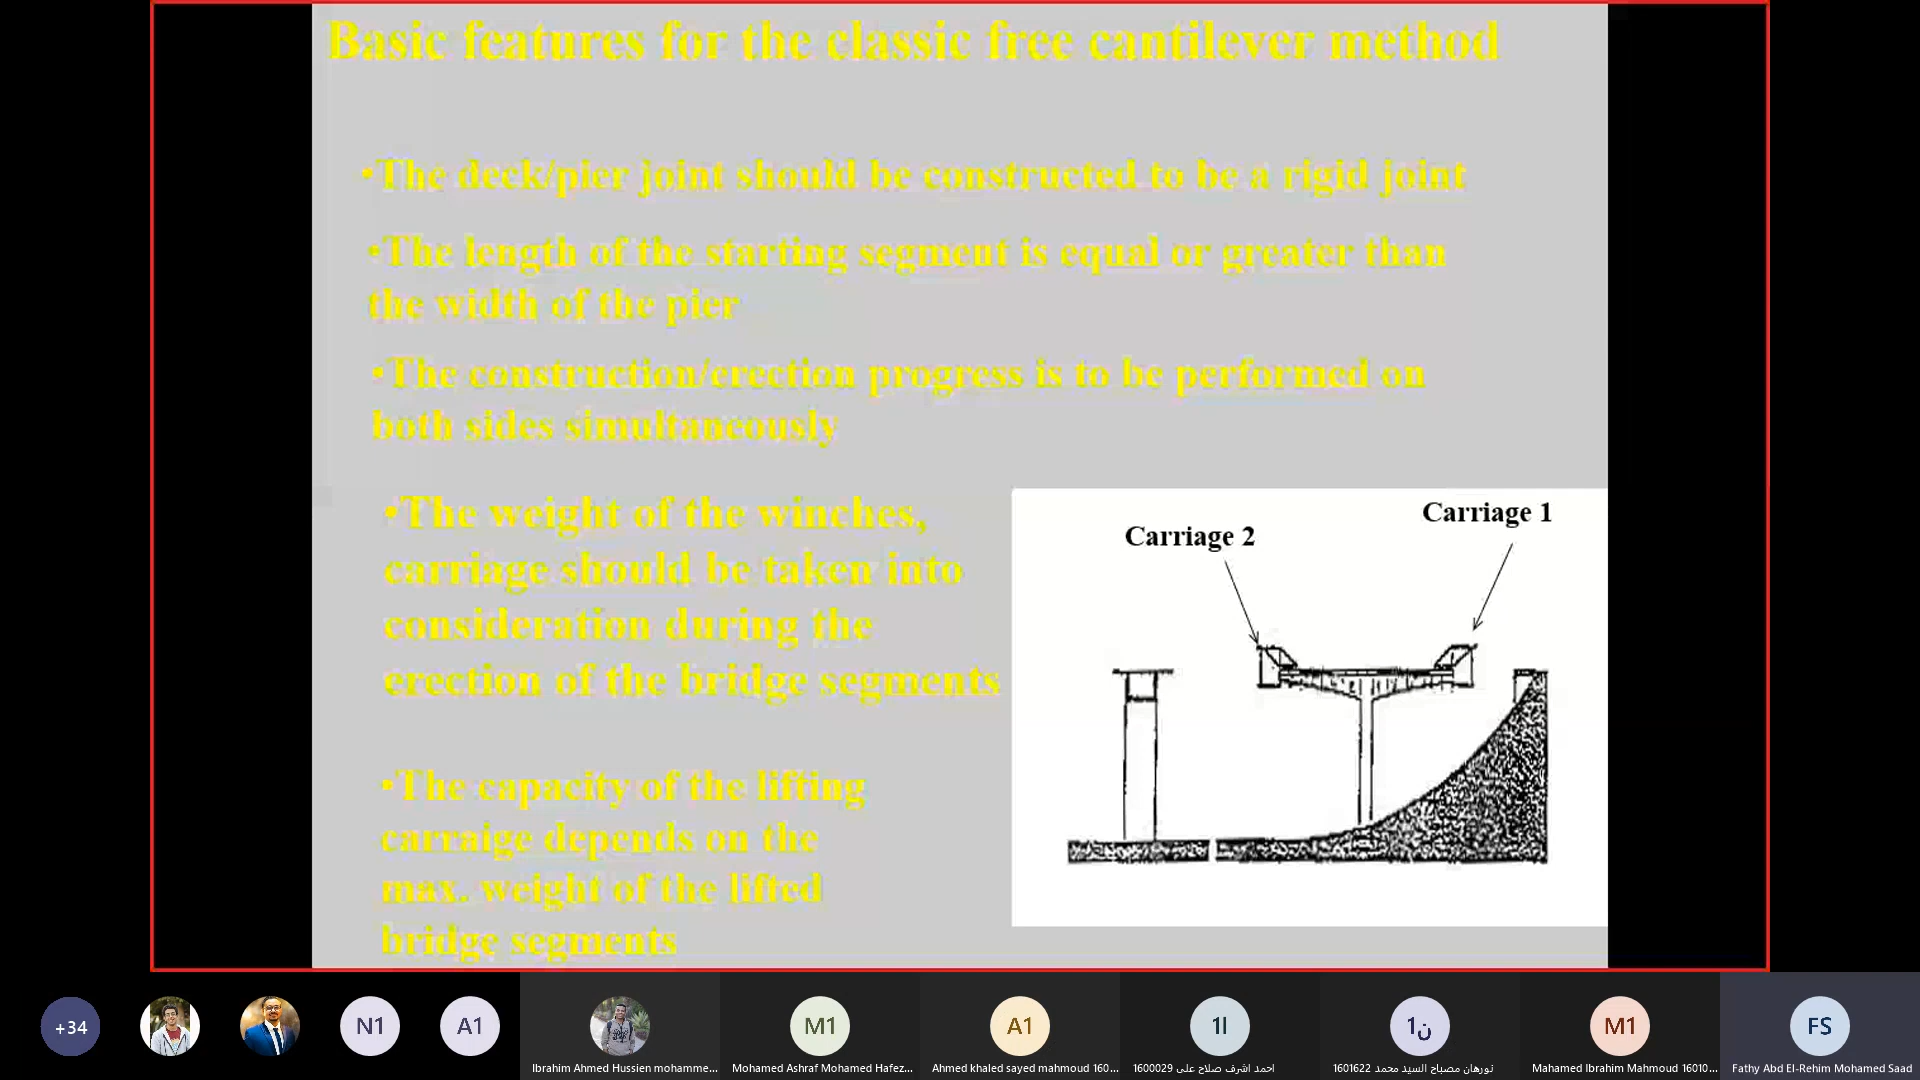 Basic features for the classic free cantilever method
•The deck/pier joint should be constructed to be a rigid joint
•The length of the starting segment is equal or greater than
the width of the pier
•The construction/erection progress is to be performed on
both sides simultaneously
•The weight of the winches,
carriage should be taken into
consideration during the
erection of the bridge segments
•The capacity of the lifting
carraige depends on the
max. weight of the lifted
bridge segments
Carriage 1
Carriage 2
+34
N1
A1
M1
A1
1ا
ن1
M1
FS
Ibrahim Ahmed Hussien mohamme...
Mohamed Ashraf Mohamed Hafez...
Ahmed khaled sayed mahmoud 160...
احمد اشرف صلاح على 1600029
نورهان مصباح السيد محمد 1601622
Mahamed Ibrahim Mahmoud 16010...
Fathy Abd El-Rehim Mohamed Saad